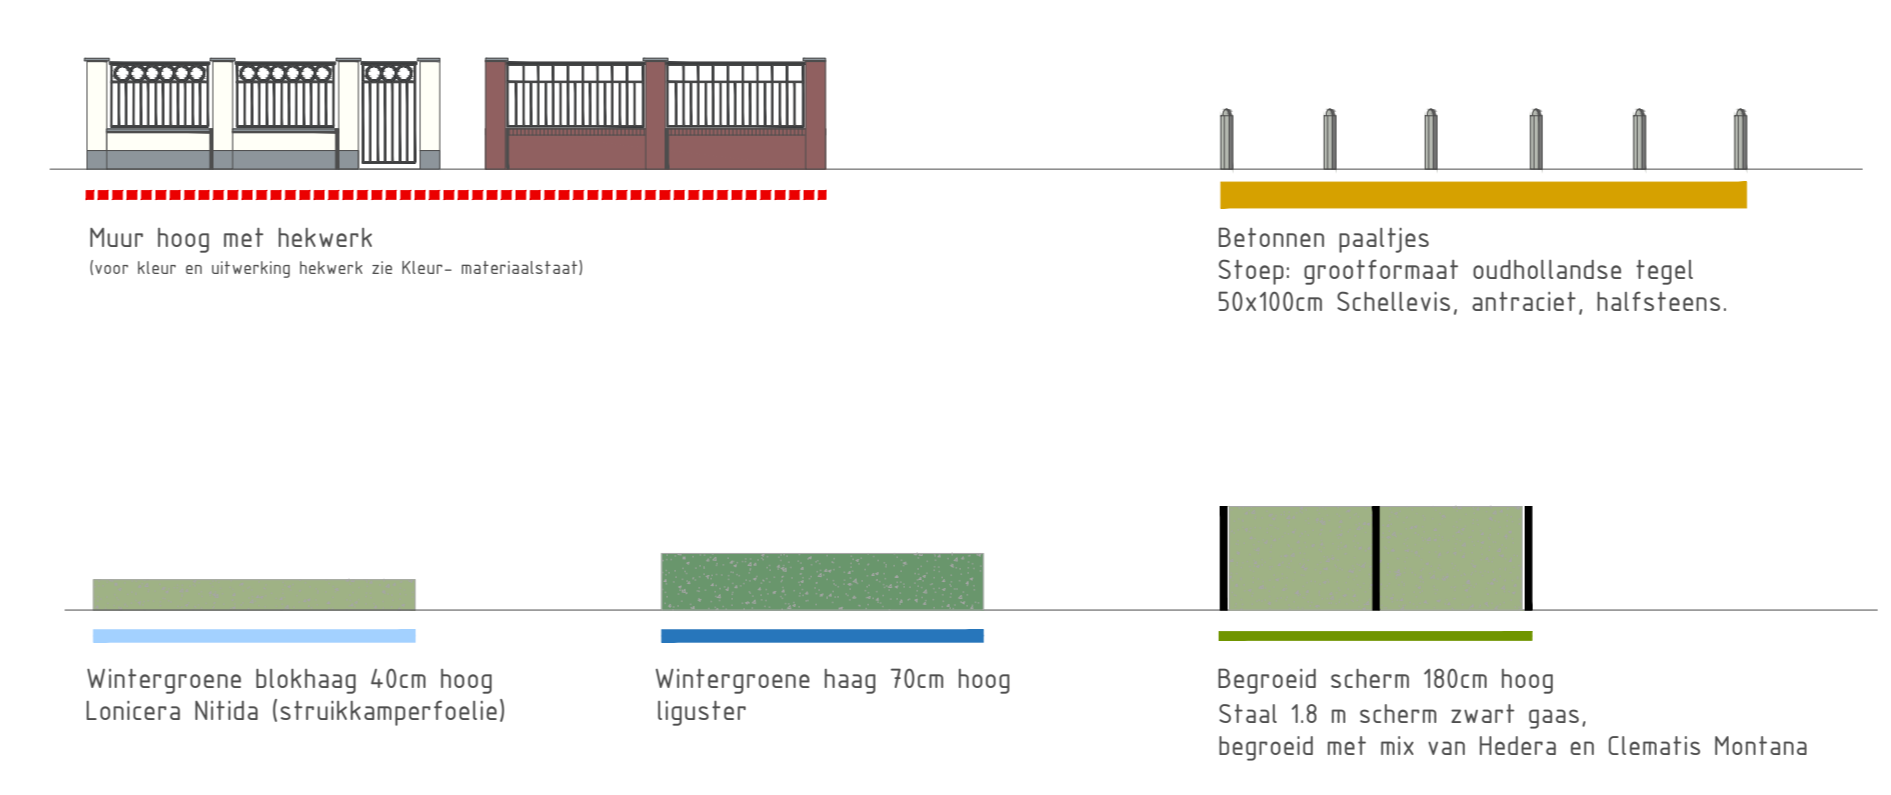 Muur hoog met hekwerk
(voor kleur en uitwerking hekwerk zie Kleur- materiaalstaat)
Betonnen paaltjes
Stoep: grootformaat oudhollandse tegel
50x100cm Schellevis, antraciet, halfsteens.
Wintergroene blokhaag 40cm hoog
Lonicera Nitida (struikkamperfoelie)
Wintergroene haag 70cm hoog
liguster
Begroeid scherm 180cm hoog
Staal 1.8 m scherm zwart gaas,
begroeid met mix van Hedera en Clematis Montana